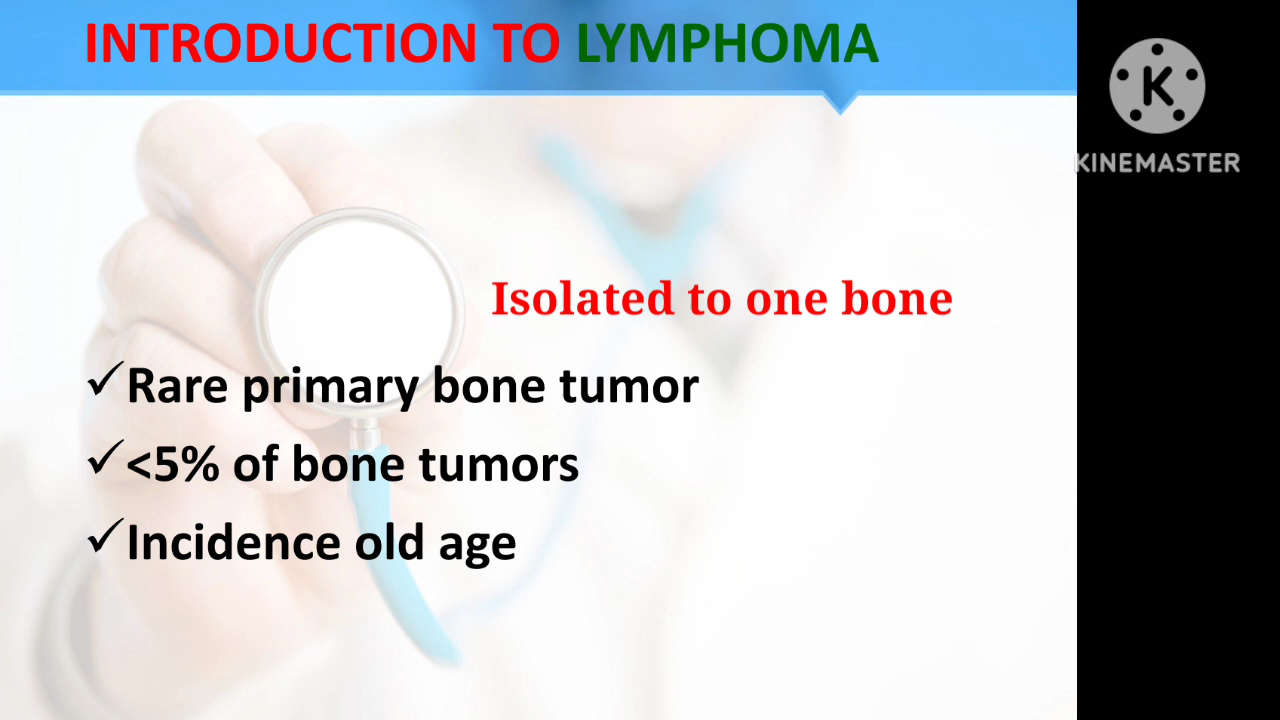 INTRODUCTION TO LYMPHOMA
K
KINEMASTER
Isolated to one bone
✓Rare primary bone tumor
✓<5% of bone tumors
✓Incidence old age